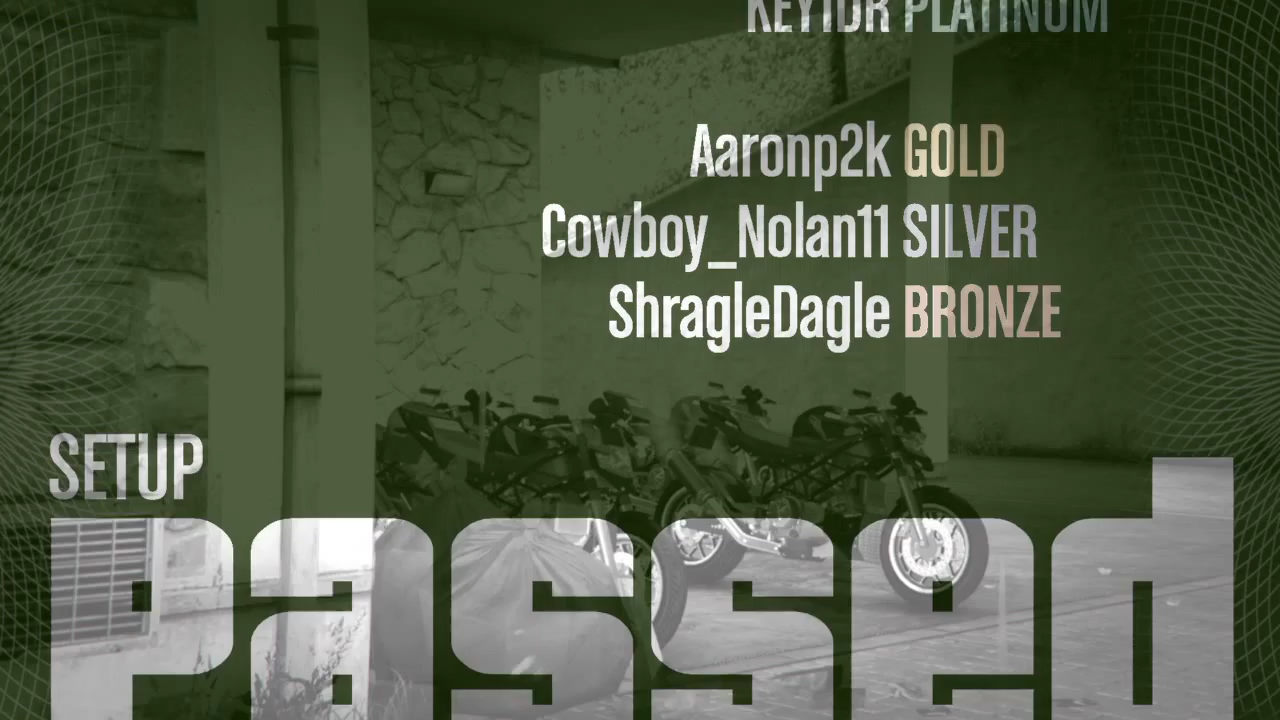 KEYIDR PLATINUM
Aaronp2k GOLD
Cowboy_Nolan11 SILVER
ShragleDagle BRONZE
SETUP
passed